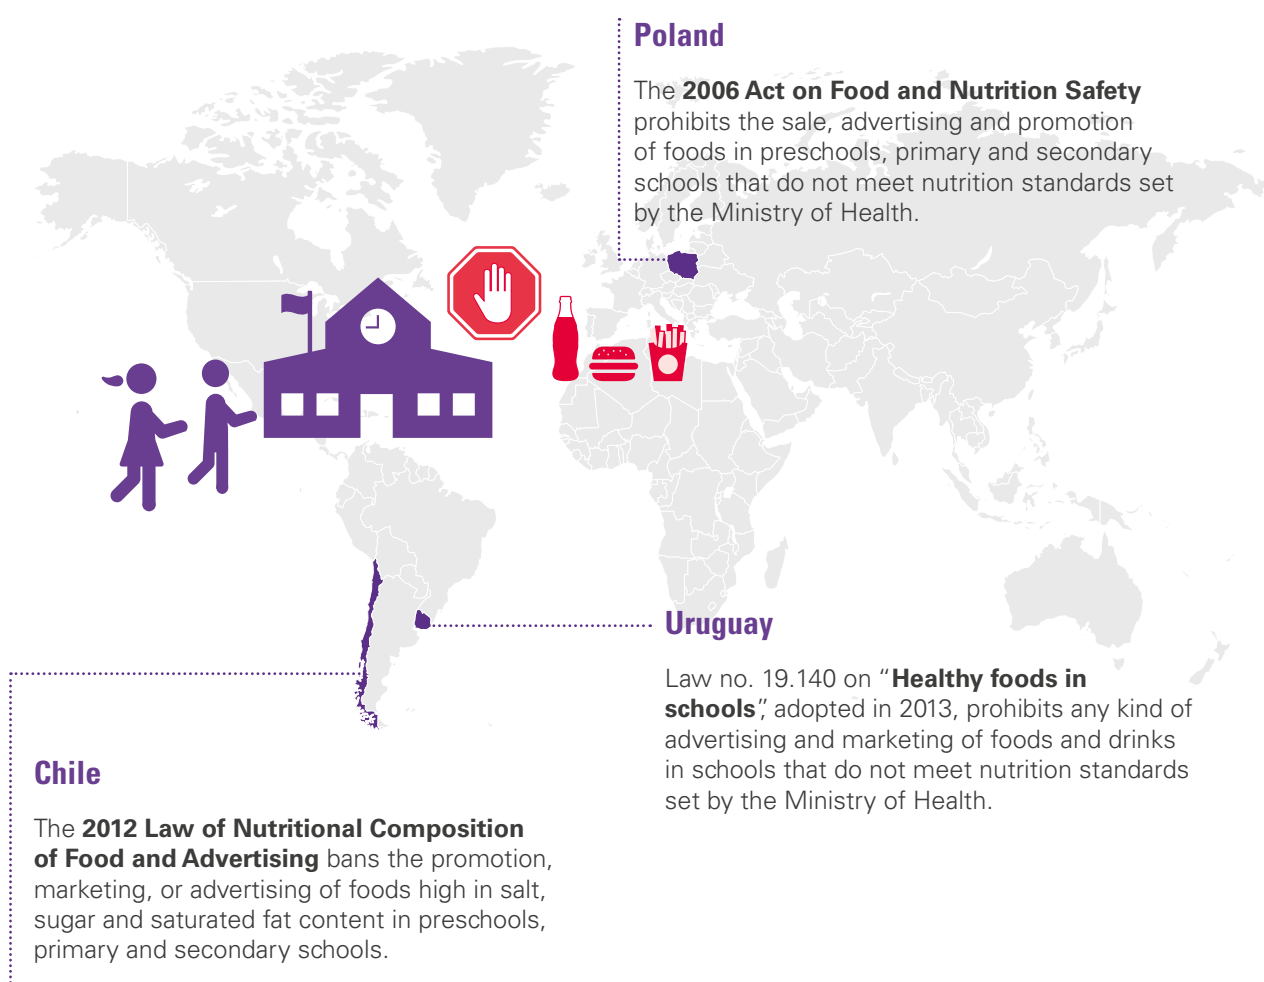 Poland
The 2006 Act on Food and Nutrition Safety
prohibits the sale, advertising and promotion
of foods in preschools, primary and secondary
schools that do not meet nutrition standards set
by the Ministry of Health.
Uruguay
Law no. 19.140 on “Healthy foods in
schools”, adopted in 2013, prohibits any kind of
advertising and marketing of foods and drinks
in schools that do not meet nutrition standards
set by the Ministry of Health.
Chile
The 2012 Law of Nutritional Composition
of Food and Advertising bans the promotion,
marketing, or advertising of foods high in salt,
sugar and saturated fat content in preschools,
primary and secondary schools.